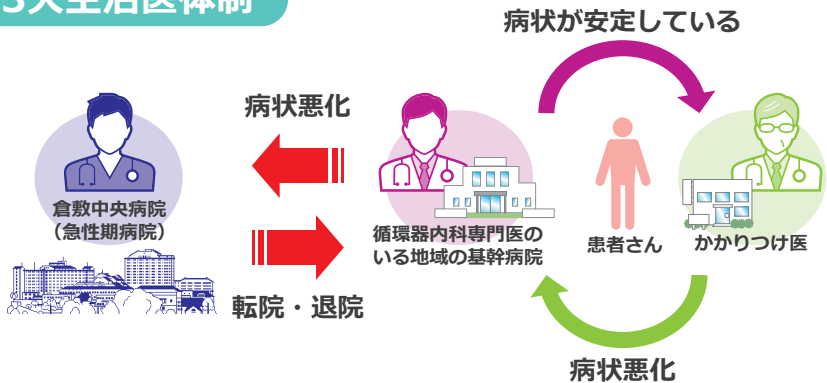 3人主治医体制
病状が安定している
病状悪化
倉敷中央病院
（急性期病院）
循環器内科専門医の
いる地域の基幹病院
患者さん
かかりつけ医
転院・退院
病状悪化